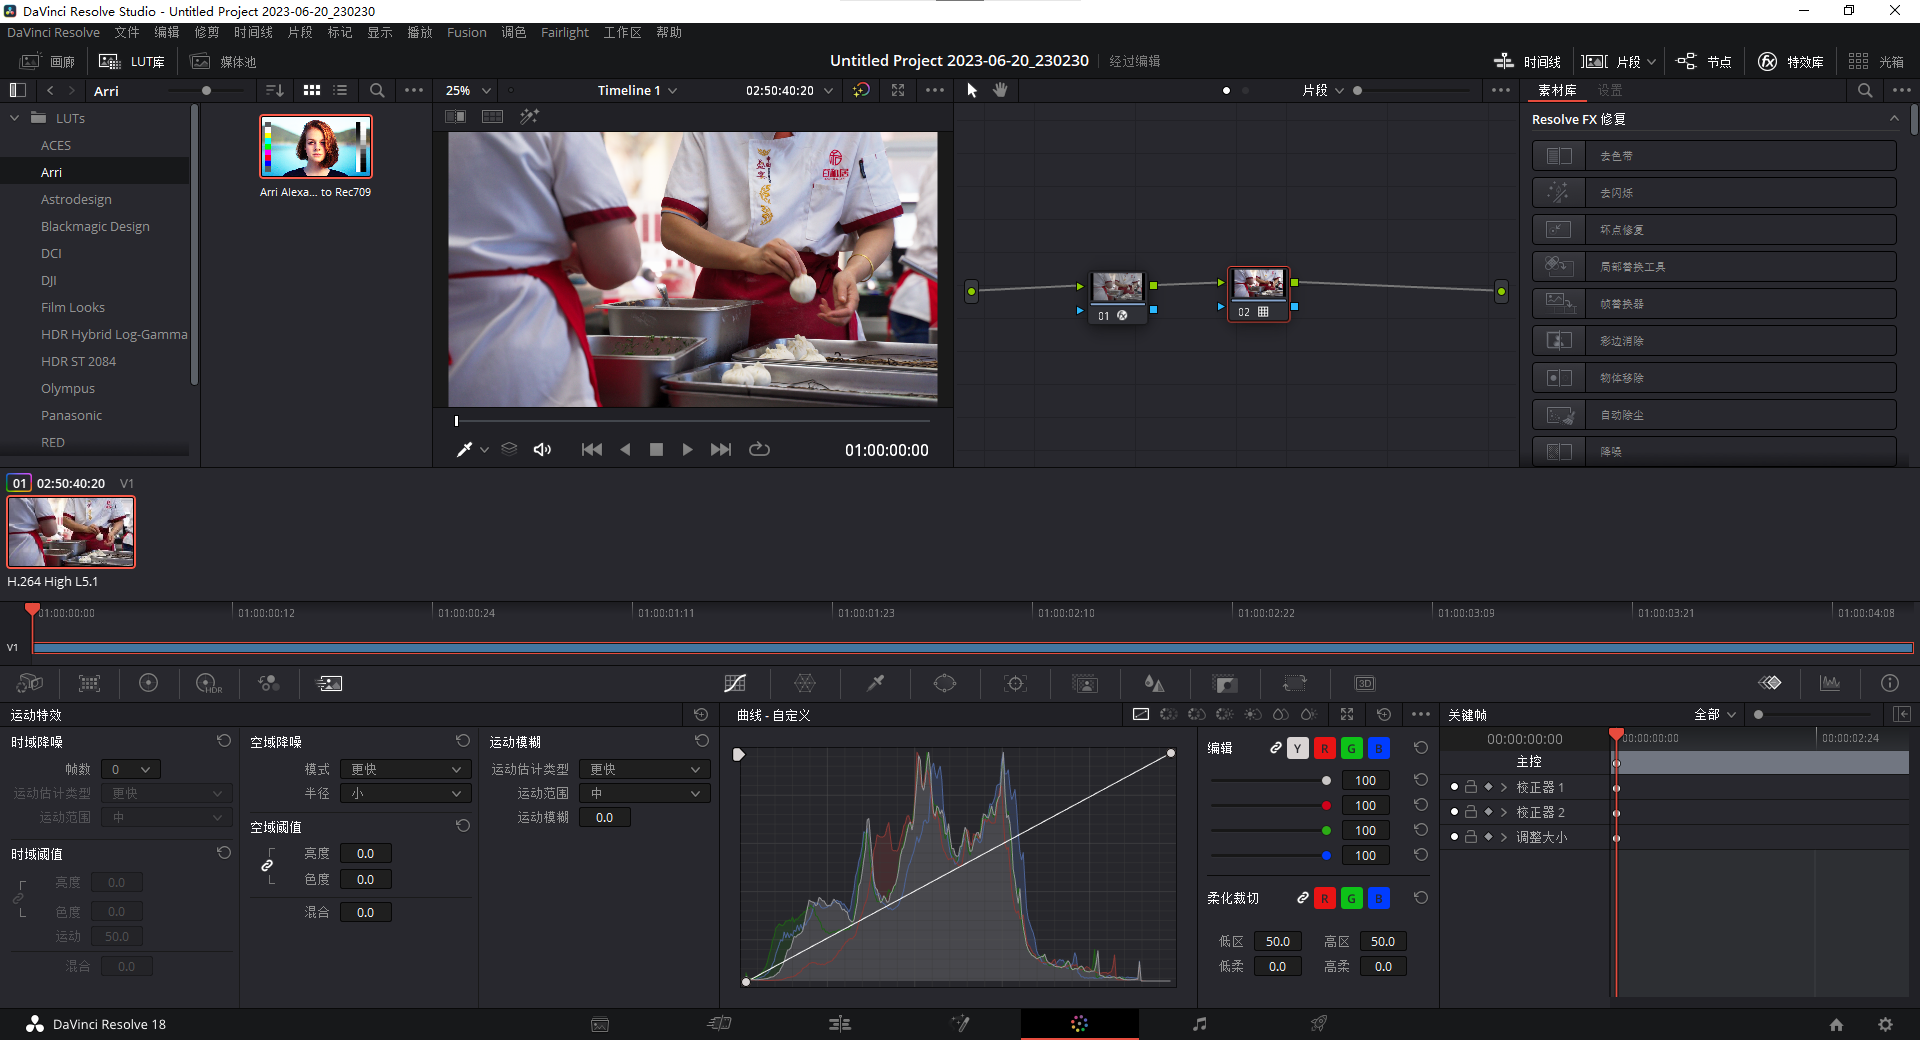 DaVinci Resolve Studio - Untitled Project 2023-06-20_230230
DaVinci Resolve 文件 编辑 修剪 时间线 片段 标记 显示 播放 Fusion 调色 Fairlight 工作区 帮助
画廊 LUT库 媒体池 Untitled Project 2023-06-20_230230 经过编辑 时间线 片段 节点 特效库 光箱
Arri 25% Timeline 1 02:50:40:20 片段 素材库 设置
LUTs
ACES
Arri
Astrodesign
Blackmagic Design
DCI
DJI
Film Looks
HDR Hybrid Log-Gamma
HDR ST 2084
Olympus
Panasonic
RED
Arri Alexa... to Rec709
01:00:00:00
01
02
Resolve FX 修复
去色带
去闪烁
坏点修复
局部替换工具
帧替换器
彩边消除
物体移除
自动除尘
降噪
01 02:50:40:20 V1
H.264 High L5.1
01:00:00:00 01:00:00:12 01:00:00:24 01:00:01:11 01:00:01:23 01:00:02:10 01:00:02:22 01:00:03:09 01:00:03:21 01:00:04:08
V1
HDR 3D
运动特效
时域降噪
帧数 0
运动估计类型 更快
运动范围 中
时域阈值
亮度 0.0
色度 0.0
运动 50.0
混合 0.0
空域降噪
模式 更快
半径 小
空域阈值
亮度 0.0
色度 0.0
混合 0.0
运动模糊
运动估计类型 更快
运动范围 中
运动模糊 0.0
曲线 - 自定义
编辑 Y R G B
100
100
100
100
柔化裁切 R G B
低区 50.0 高区 50.0
低柔 0.0 高柔 0.0
关键帧 全部
00:00:00:00 00:00:00:00 00:00:02:24
主控
校正器 1
校正器 2
调整大小
DaVinci Resolve 18